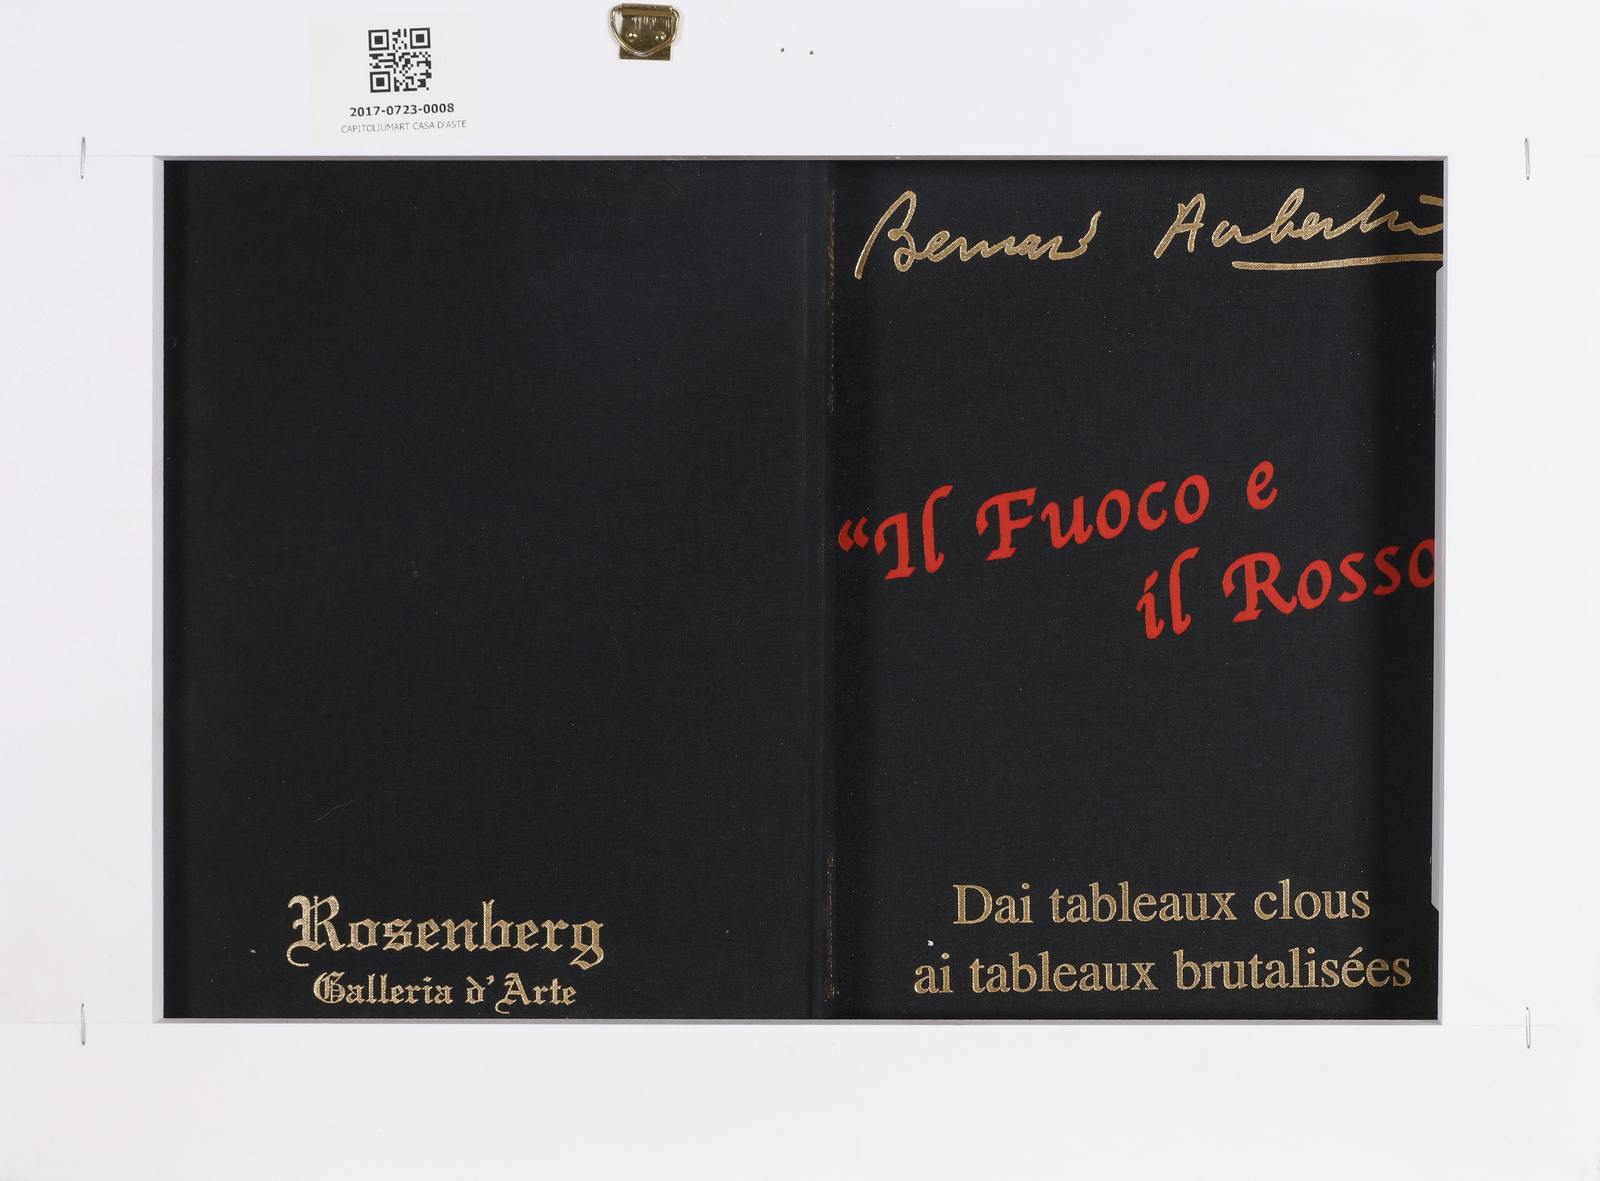 2017-0723-0008
CAPITOLIUMART CASA D'ASTE
Bernard Aubertin
“Il Fuoco e
il Rosso
Dai tableaux clous
ai tableaux brutalisées
Rosenberg
Galleria d'Arte